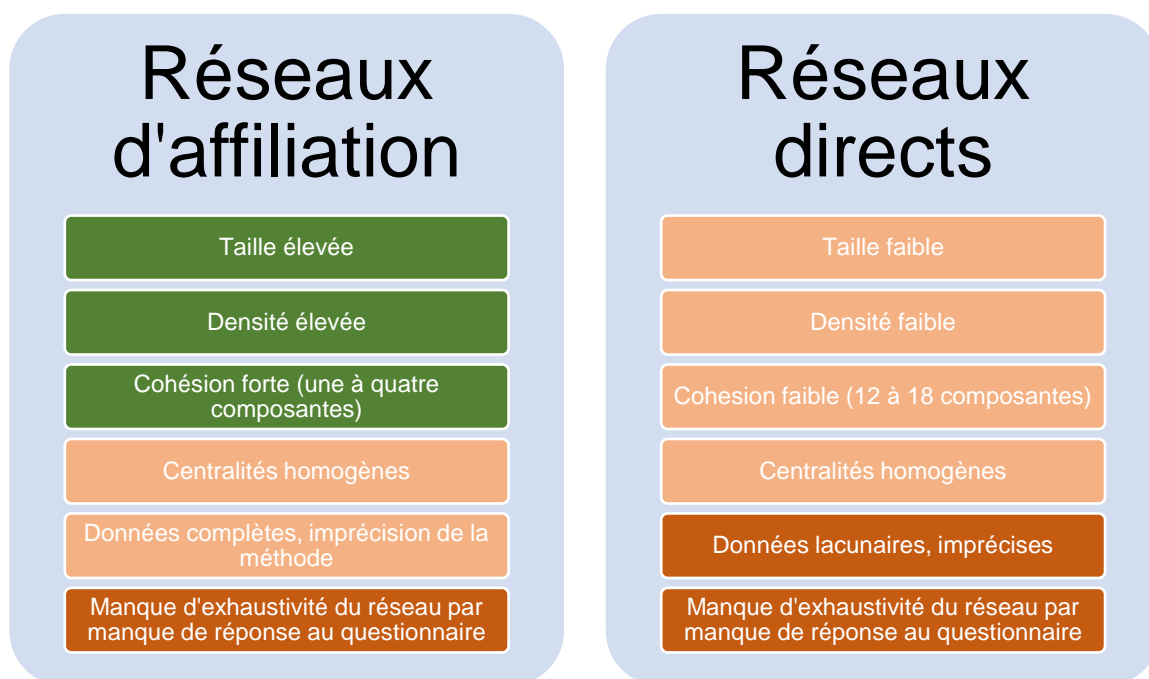 Réseaux
d'affiliation
Taille élevée
Densité élevée
Cohésion forte (une à quatre
composantes)
Centralités homogènes
Données complètes, imprécision de la
méthode
Manque d'exhaustivité du réseau par
manque de réponse au questionnaire
Réseaux
directs
Taille faible
Densité faible
Cohesion faible (12 à 18 composantes)
Centralités homogènes
Données lacunaires, imprécises
Manque d'exhaustivité du réseau par
manque de réponse au questionnaire